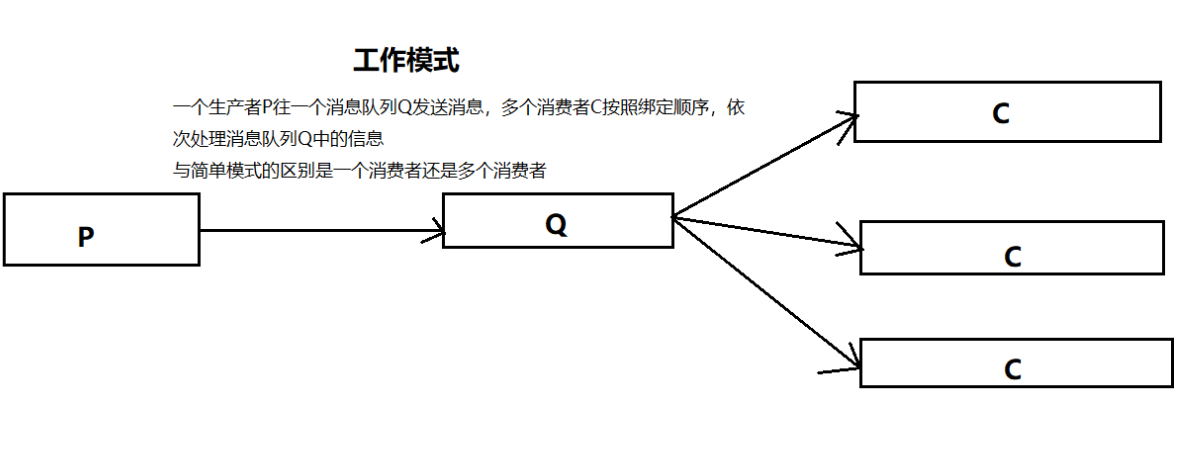 工作模式
一个生产者P往一个消息队列Q发送消息，多个消费者C按照绑定顺序，依
次处理消息队列Q中的信息
与简单模式的区别是一个消费者还是多个消费者
P
Q
C
C
C